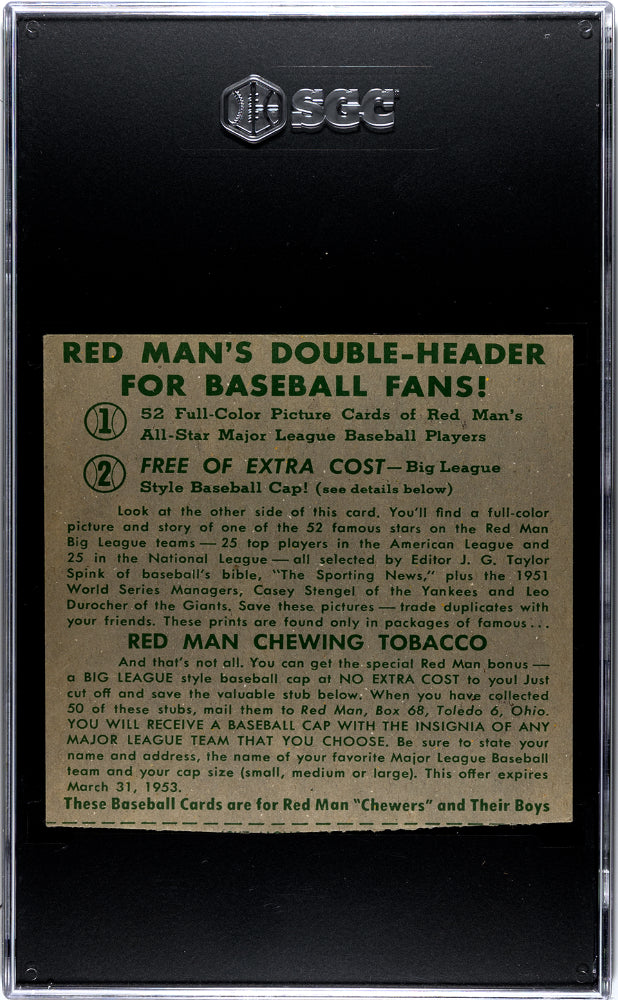 SGC
RED MAN'S DOUBLE-HEADER
FOR BASEBALL FANS!
1 52 Full-Color Picture Cards of Red Man's
All-Star Major League Baseball Players
2 FREE OF EXTRA COST—Big League
Style Baseball Cap! (see details below)
Look at the other side of this card. You'll find a full-color
picture and story of one of the 52 famous stars on the Red Man
Big League teams — 25 top players in the American League and
25 in the National League — all selected by Editor J. G. Taylor
Spink of baseball's bible, "The Sporting News," plus the 1951
World Series Managers, Casey Stengel of the Yankees and Leo
Durocher of the Giants. Save these pictures — trade duplicates with
your friends. These prints are found only in packages of famous...
RED MAN CHEWING TOBACCO
And that's not all. You can get the special Red Man bonus —
a BIG LEAGUE style baseball cap at NO EXTRA COST to you! Just
cut off and save the valuable stub below. When you have collected
50 of these stubs, mail them to Red Man, Box 68, Toledo 6, Ohio.
YOU WILL RECEIVE A BASEBALL CAP WITH THE INSIGNIA OF ANY
MAJOR LEAGUE TEAM THAT YOU CHOOSE. Be sure to state your
name and address, the name of your favorite Major League Baseball
team and your cap size (small, medium or large). This offer expires
March 31, 1953.
These Baseball Cards are for Red Man "Chewers" and Their Boys